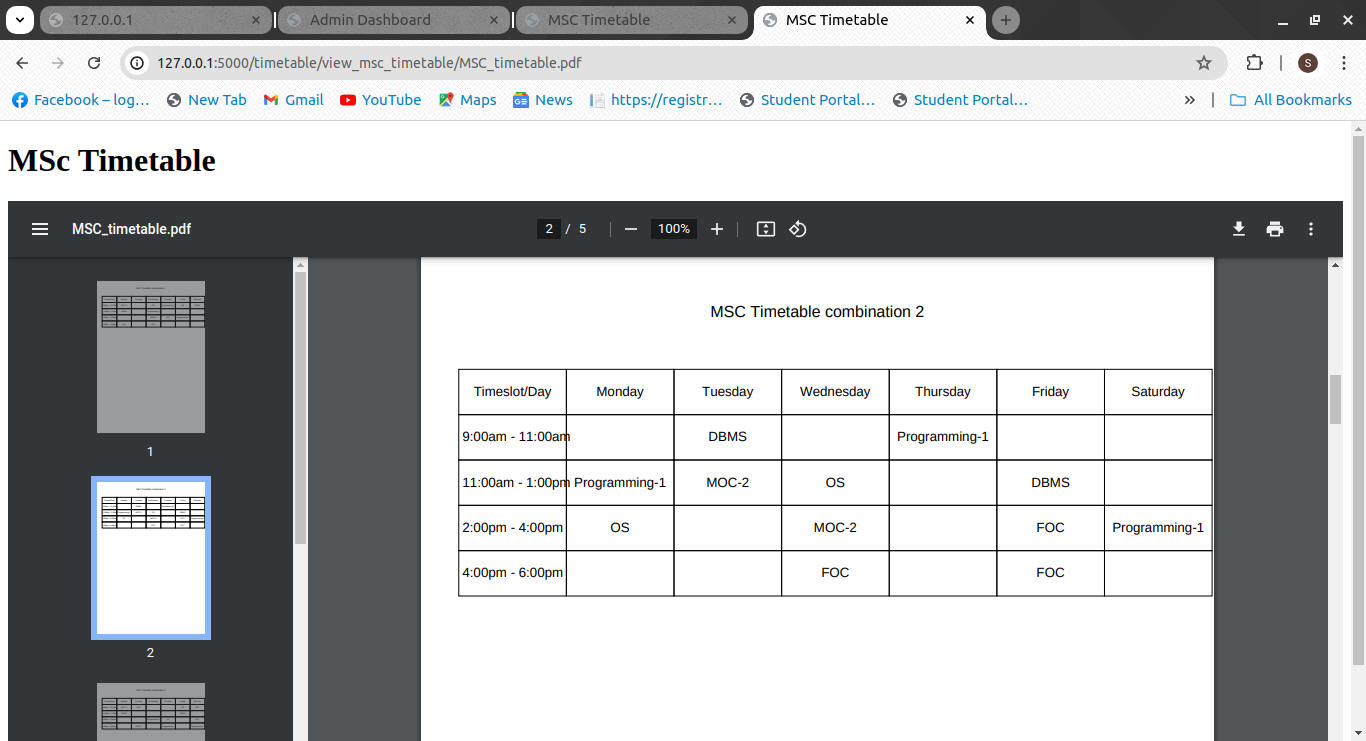 127.0.0.1 Admin Dashboard MSC Timetable MSC Timetable
127.0.0.1:5000/timetable/view_msc_timetable/MSC_timetable.pdf S
Facebook – log… New Tab Gmail YouTube Maps News https://registr… Student Portal… Student Portal… » All Bookmarks
MSc Timetable
MSC_timetable.pdf 2 / 5 100%
MSC Timetable combination 2
Timeslot/Day Monday Tuesday Wednesday Thursday Friday Saturday
9:00am - 11:00am DBMS Programming-1
11:00am - 1:00pm Programming-1 MOC-2 OS DBMS
2:00pm - 4:00pm OS MOC-2 FOC Programming-1
4:00pm - 6:00pm FOC FOC
1
2